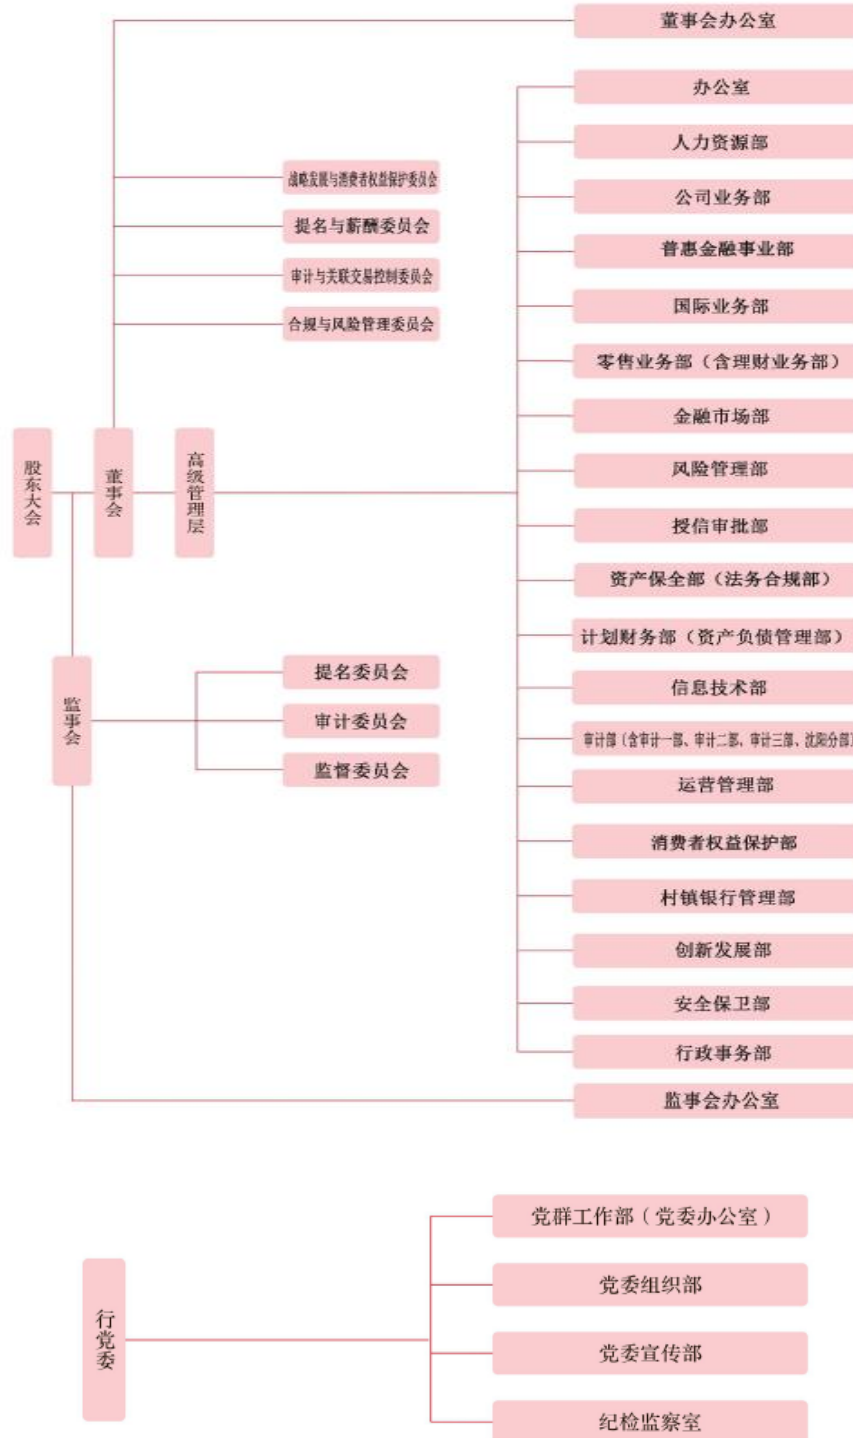 董事会办公室
办公室
人力资源部
战略发展与消费者权益保护委员会
公司业务部
提名与薪酬委员会
普惠金融事业部
审计与关联交易控制委员会
国际业务部
合规与风险管理委员会
零售业务部（含理财业务部）
金融市场部
风险管理部
股东大会
董事会
高级管理层
授信审批部
资产保全部（法务合规部）
计划财务部（资产负债管理部）
提名委员会
信息技术部
监事会
审计委员会
审计部（含审计一部、审计二部、审计三部、沈阳分部）
监督委员会
运营管理部
消费者权益保护部
村镇银行管理部
创新发展部
安全保卫部
行政事务部
监事会办公室
党群工作部（党委办公室）
党委组织部
行党委
党委宣传部
纪检监察室